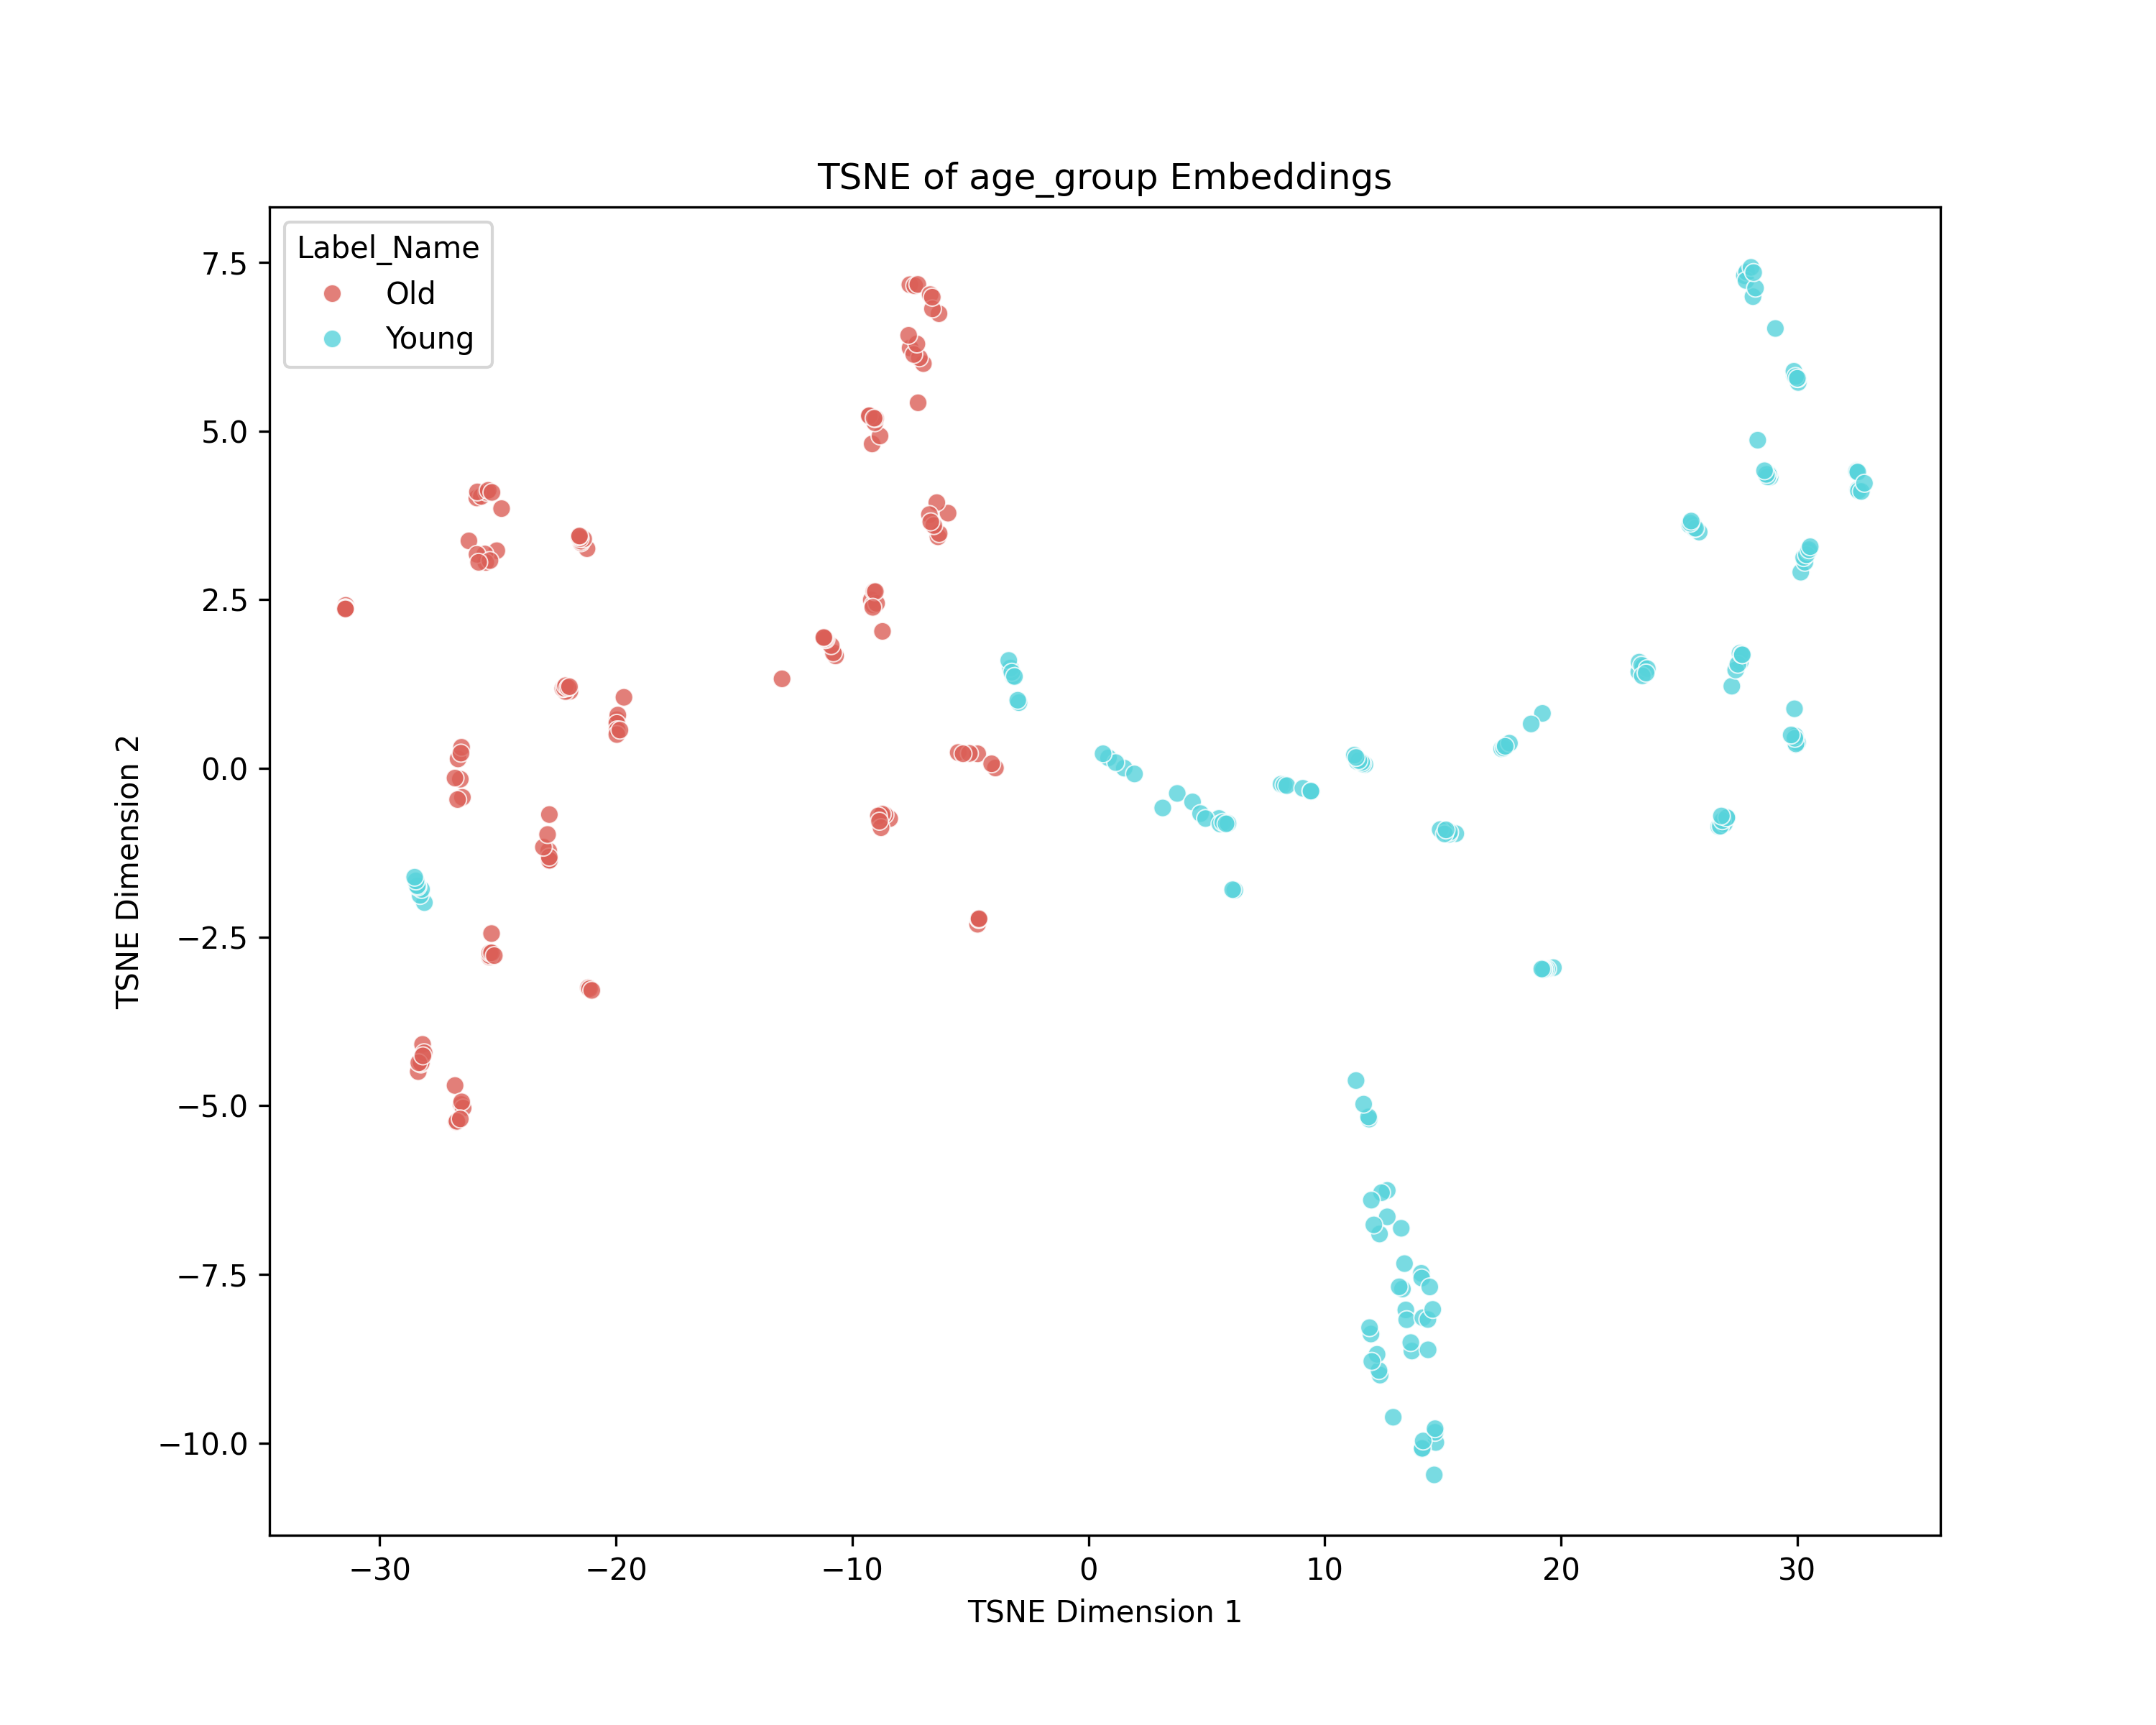 TSNE of age_group Embeddings
Label_Name
Old
Young
7.5
5.0
2.5
0.0
−2.5
−5.0
−7.5
−10.0
TSNE Dimension 2
−30
−20
−10
0
10
20
30
TSNE Dimension 1